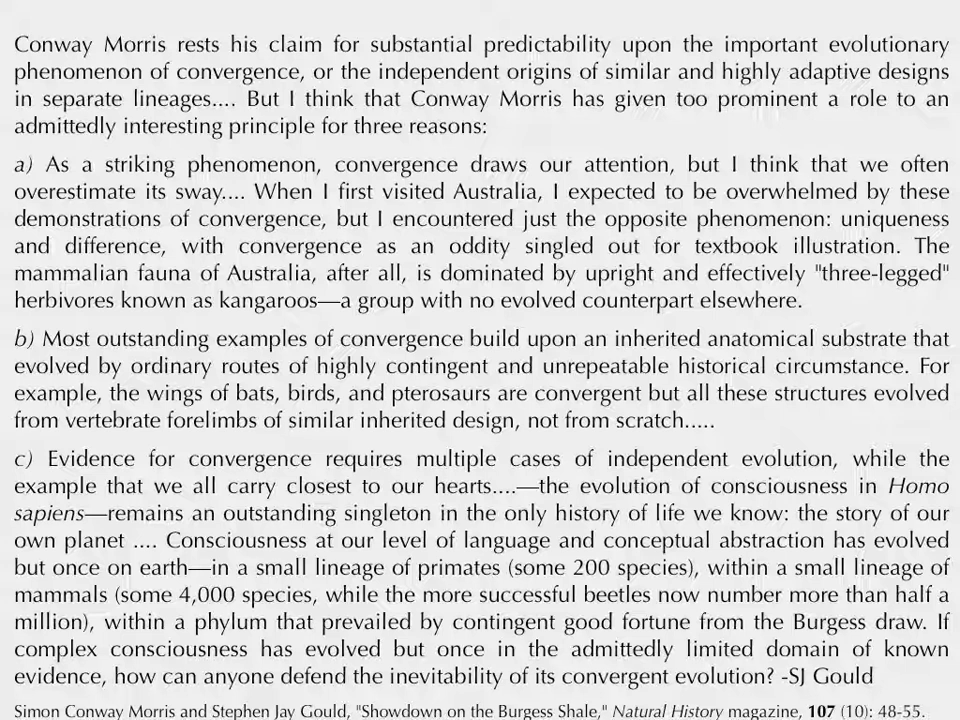 Conway Morris rests his claim for substantial predictability upon the important evolutionary
phenomenon of convergence, or the independent origins of similar and highly adaptive designs
in separate lineages.... But I think that Conway Morris has given too prominent a role to an
admittedly interesting principle for three reasons:
a) As a striking phenomenon, convergence draws our attention, but I think that we often
overestimate its sway.... When I first visited Australia, I expected to be overwhelmed by these
demonstrations of convergence, but I encountered just the opposite phenomenon: uniqueness
and difference, with convergence as an oddity singled out for textbook illustration. The
mammalian fauna of Australia, after all, is dominated by upright and effectively "three-legged"
herbivores known as kangaroos—a group with no evolved counterpart elsewhere.
b) Most outstanding examples of convergence build upon an inherited anatomical substrate that
evolved by ordinary routes of highly contingent and unrepeatable historical circumstance. For
example, the wings of bats, birds, and pterosaurs are convergent but all these structures evolved
from vertebrate forelimbs of similar inherited design, not from scratch.....
c) Evidence for convergence requires multiple cases of independent evolution, while the
example that we all carry closest to our hearts....—the evolution of consciousness in Homo
sapiens—remains an outstanding singleton in the only history of life we know: the story of our
own planet .... Consciousness at our level of language and conceptual abstraction has evolved
but once on earth—in a small lineage of primates (some 200 species), within a small lineage of
mammals (some 4,000 species, while the more successful beetles now number more than half a
million), within a phylum that prevailed by contingent good fortune from the Burgess draw. If
complex consciousness has evolved but once in the admittedly limited domain of known
evidence, how can anyone defend the inevitability of its convergent evolution? -SJ Gould
Simon Conway Morris and Stephen Jay Gould, "Showdown on the Burgess Shale," Natural History magazine, 107 (10): 48-55.